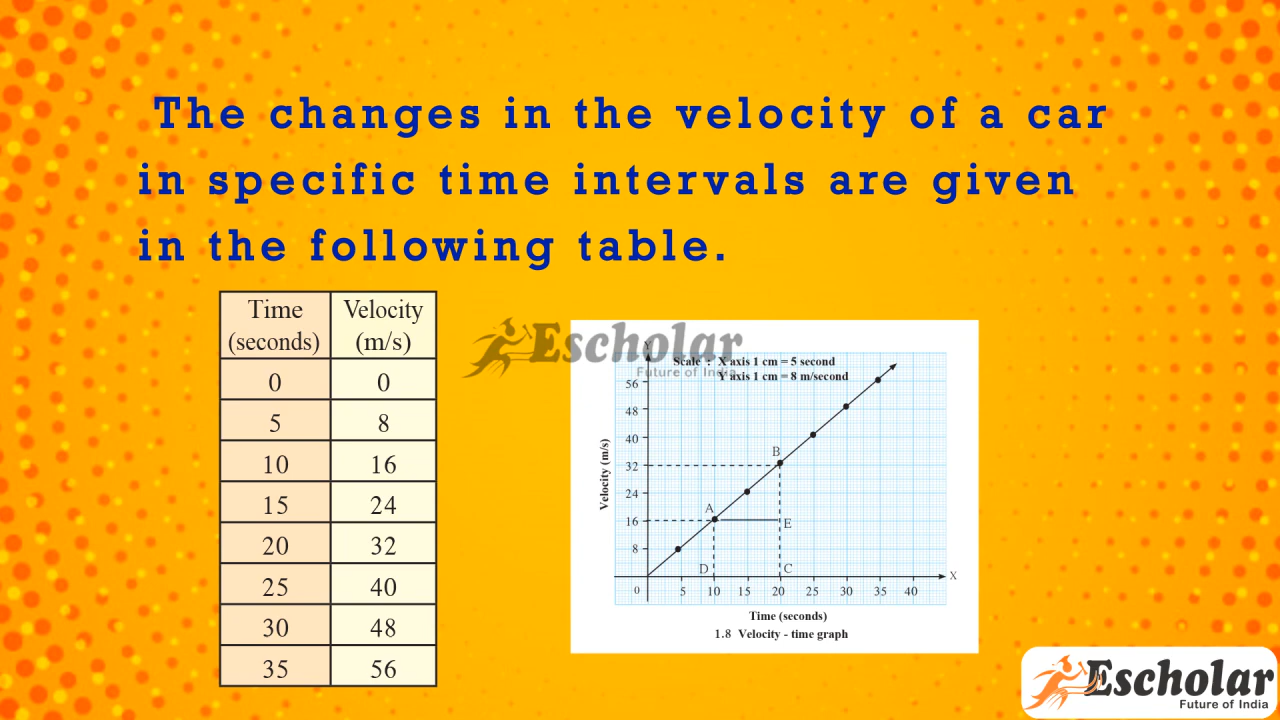 The changes in the velocity of a car
in specific time intervals are given
in the following table.
Time Velocity
(seconds) (m/s)
0 0
5 8
10 16
15 24
20 32
25 40
30 48
35 56
Escholar
Future of India
Y
Scale : X axis 1 cm = 5 second
Y axis 1 cm = 8 m/second
56
48
40
32
24
16
8
Velocity (m/s)
B
A
E
D C
X
0 5 10 15 20 25 30 35 40
Time (seconds)
1.8 Velocity - time graph
Escholar
Future of India